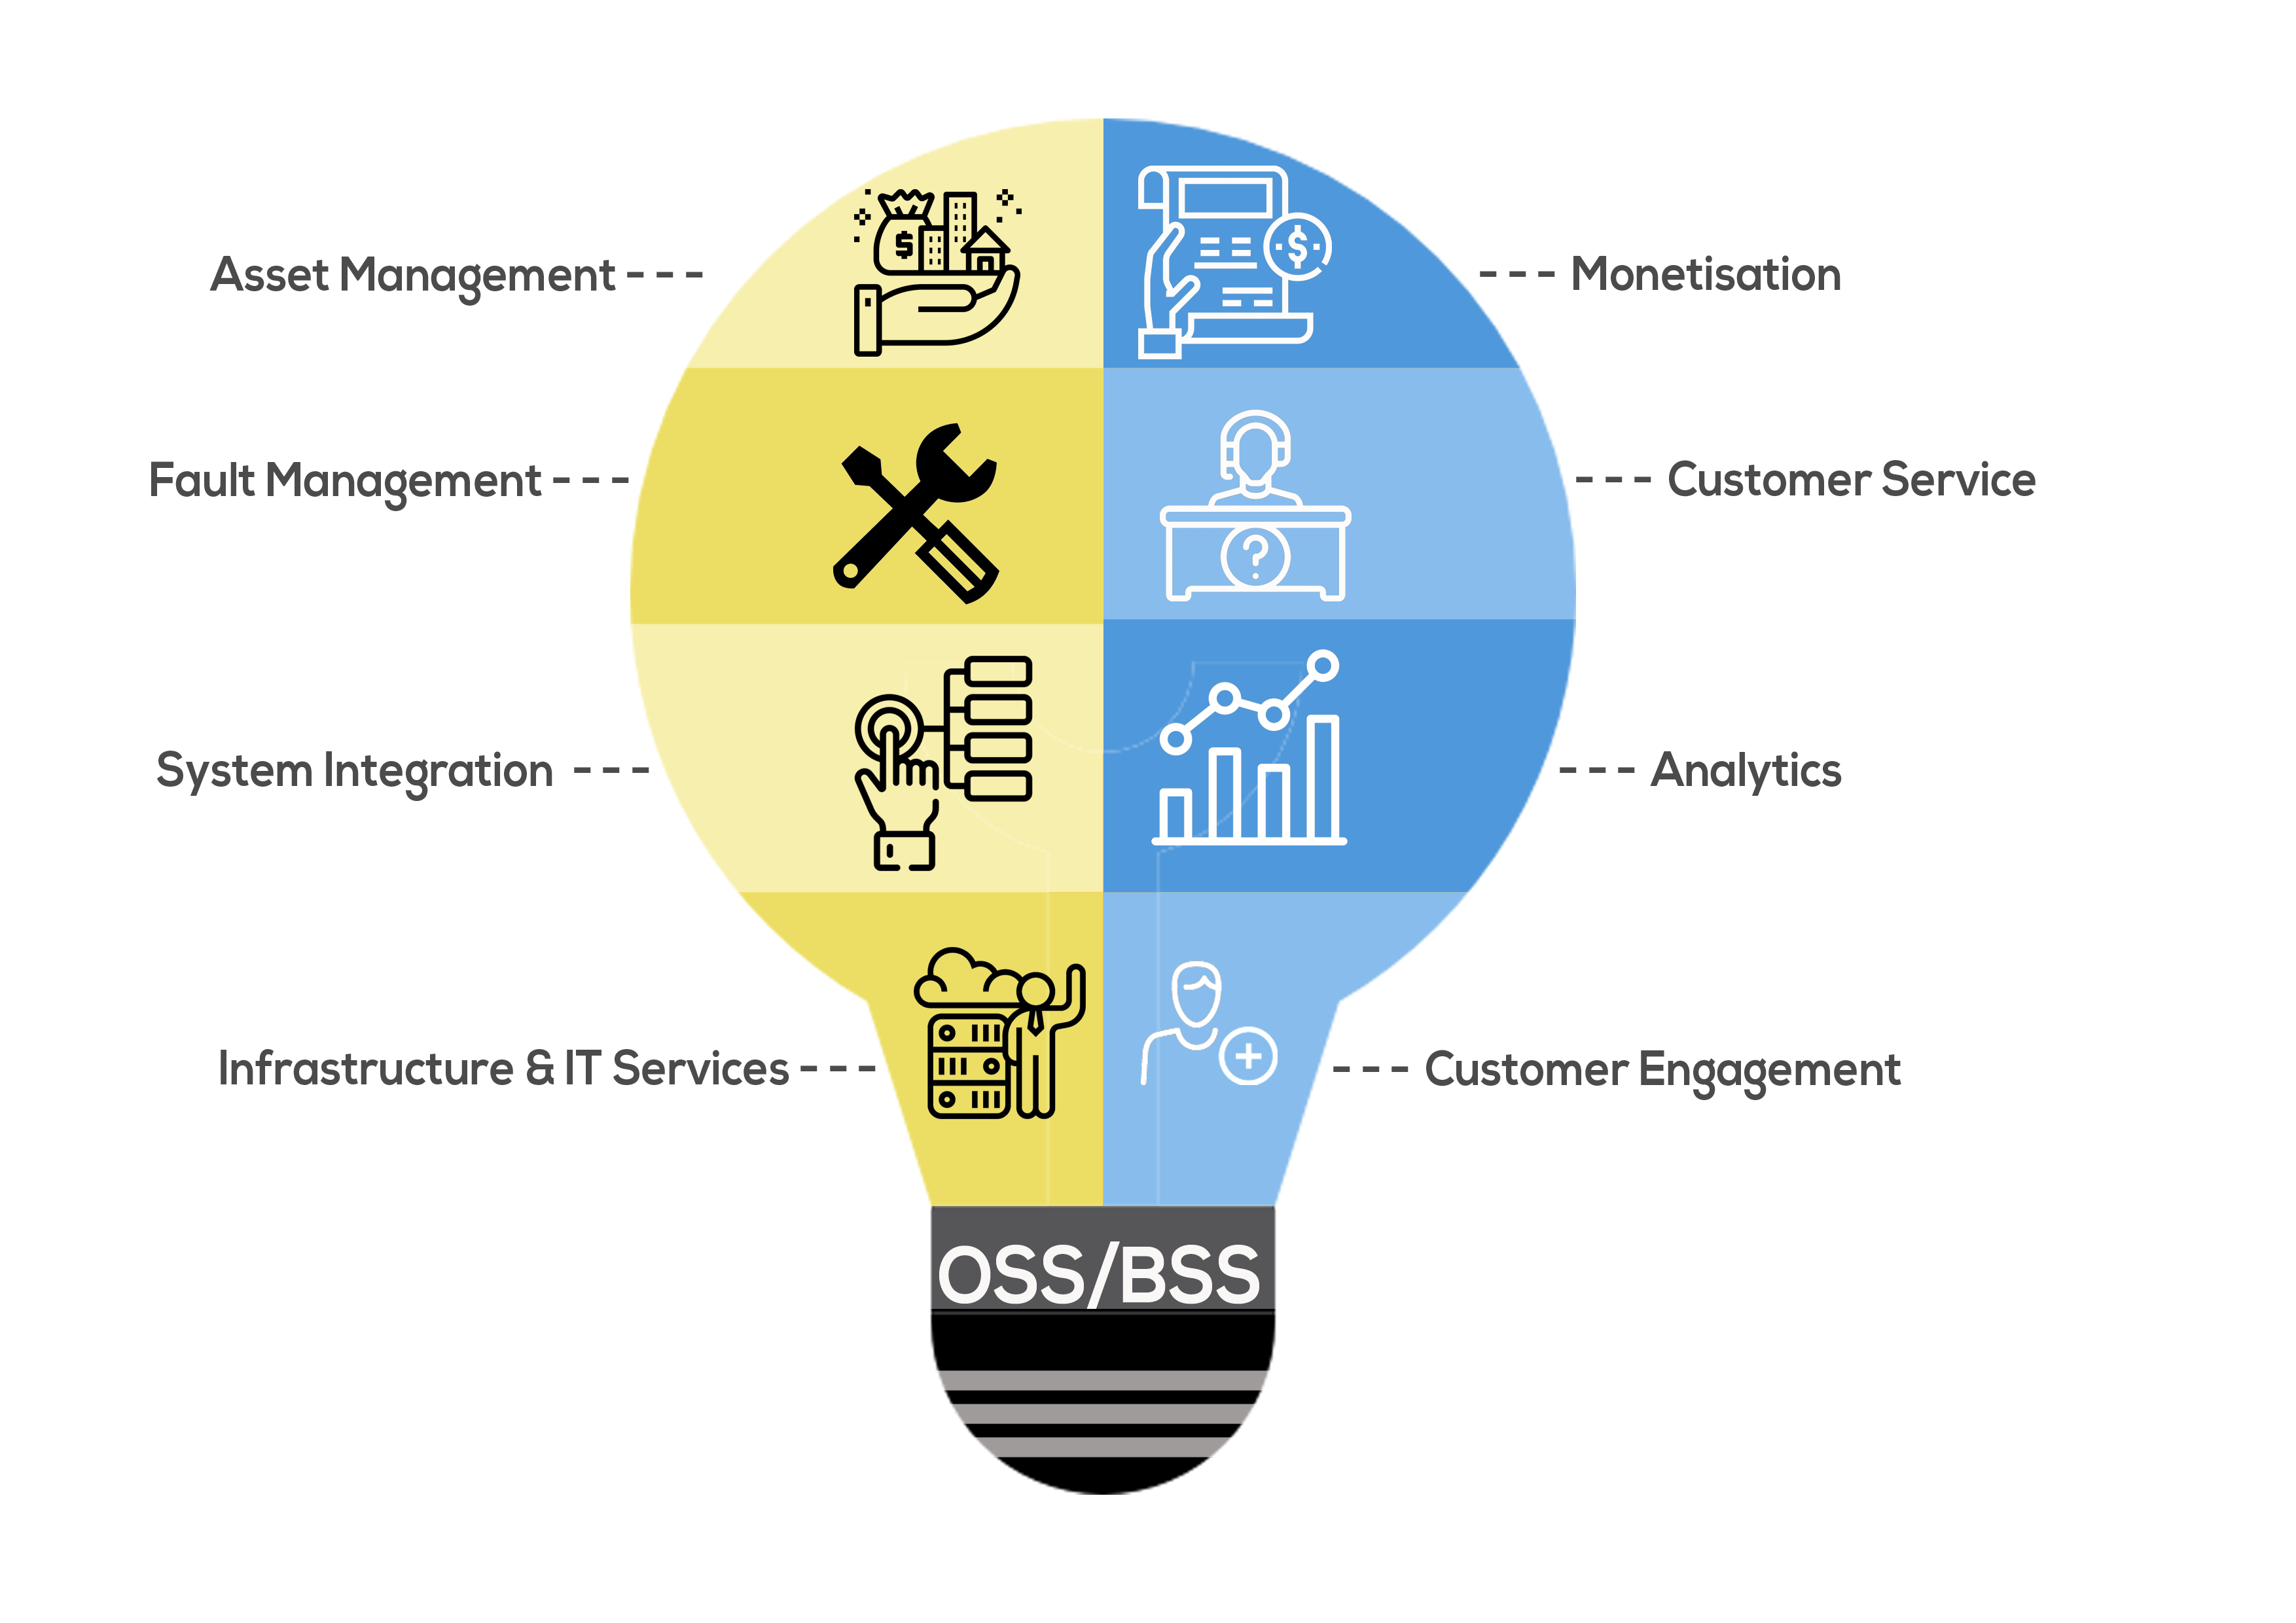 Asset Management
Monetisation
Fault Management
Customer Service
System Integration
Analytics
Infrastructure & IT Services
Customer Engagement
OSS/BSS